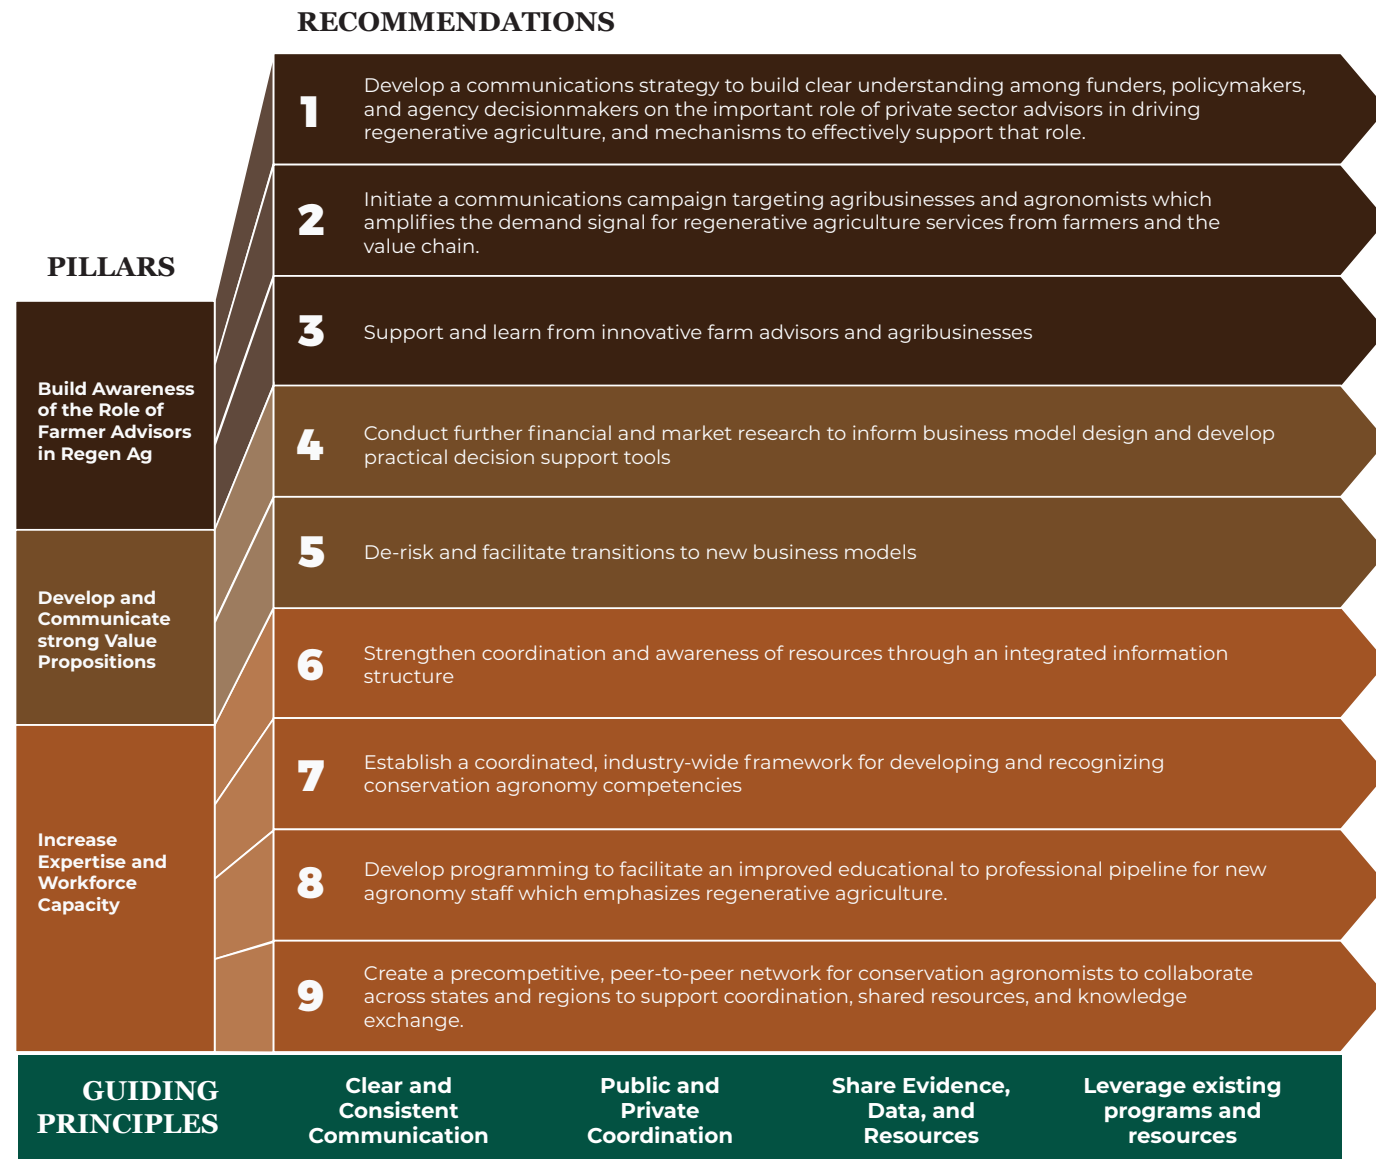 RECOMMENDATIONS
1
Develop a communications strategy to build clear understanding among funders, policymakers,
and agency decisionmakers on the important role of private sector advisors in driving
regenerative agriculture, and mechanisms to effectively support that role.
2
Initiate a communications campaign targeting agribusinesses and agronomists which
amplifies the demand signal for regenerative agriculture services from farmers and the
value chain.
3
Support and learn from innovative farm advisors and agribusinesses
4
Conduct further financial and market research to inform business model design and develop
practical decision support tools
5
De-risk and facilitate transitions to new business models
6
Strengthen coordination and awareness of resources through an integrated information
structure
7
Establish a coordinated, industry-wide framework for developing and recognizing
conservation agronomy competencies
8
Develop programming to facilitate an improved educational to professional pipeline for new
agronomy staff which emphasizes regenerative agriculture.
9
Create a precompetitive, peer-to-peer network for conservation agronomists to collaborate
across states and regions to support coordination, shared resources, and knowledge
exchange.
PILLARS
Build Awareness
of the Role of
Farmer Advisors
in Regen Ag
Develop and
Communicate
strong Value
Propositions
Increase
Expertise and
Workforce
Capacity
GUIDING
PRINCIPLES
Clear and
Consistent
Communication
Public and
Private
Coordination
Share Evidence,
Data, and
Resources
Leverage existing
programs and
resources